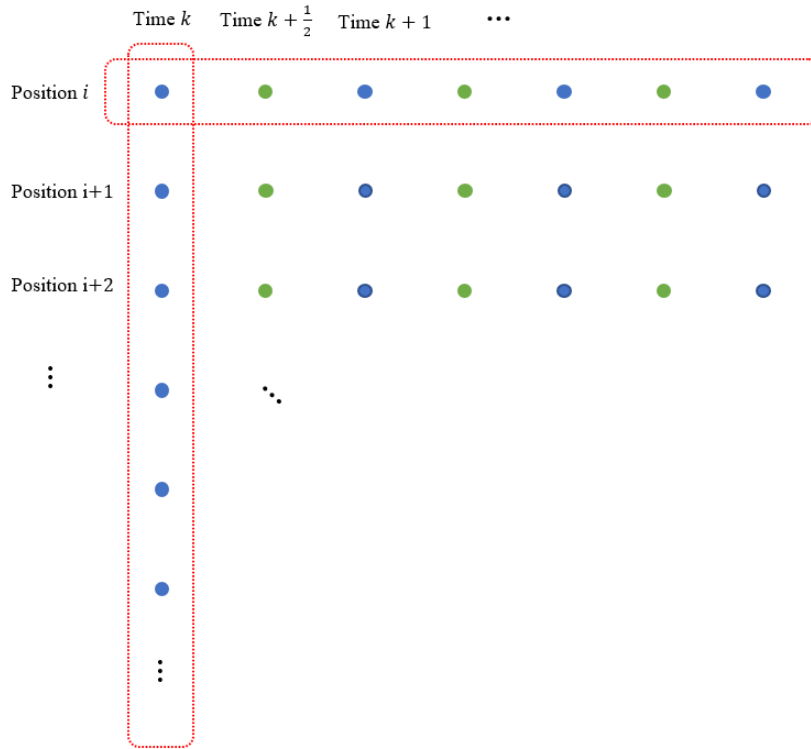 Time k Time k + 1/2 Time k + 1 ...
Position i
Position i+1
Position i+2